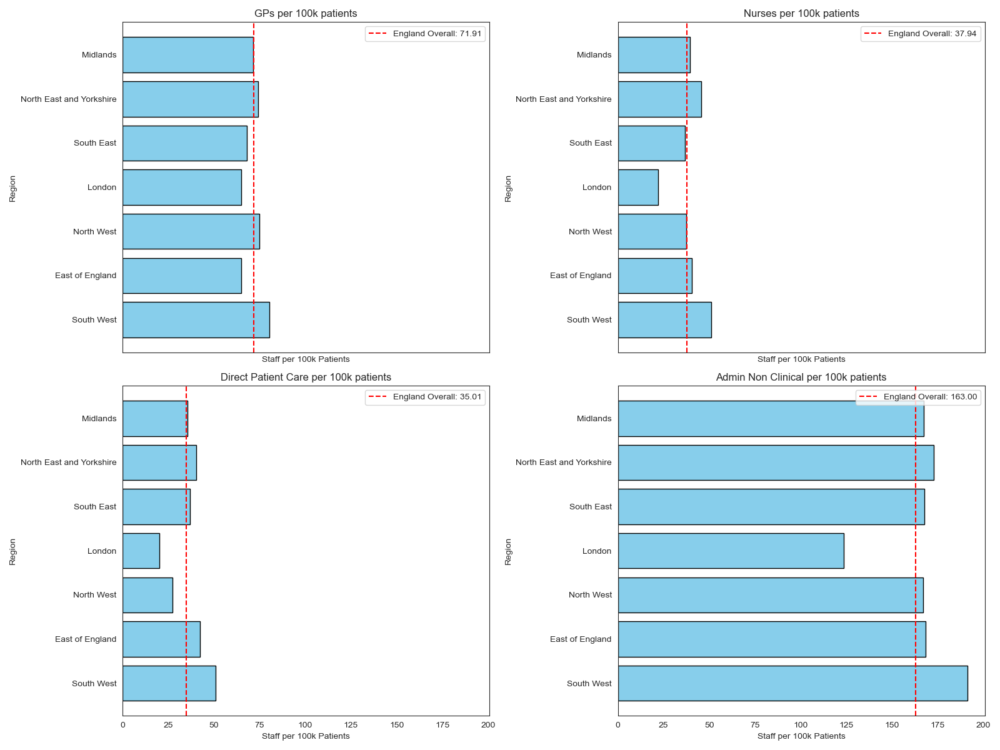 GPs per 100k patients
England Overall: 71.91
Midlands
North East and Yorkshire
South East
London
North West
East of England
South West
Region
Staff per 100k Patients
Nurses per 100k patients
England Overall: 37.94
Midlands
North East and Yorkshire
South East
London
North West
East of England
South West
Region
Staff per 100k Patients
Direct Patient Care per 100k patients
England Overall: 35.01
Midlands
North East and Yorkshire
South East
London
North West
East of England
South West
Region
0 25 50 75 100 125 150 175 200
Staff per 100k Patients
Admin Non Clinical per 100k patients
England Overall: 163.00
Midlands
North East and Yorkshire
South East
London
North West
East of England
South West
Region
0 25 50 75 100 125 150 175 200
Staff per 100k Patients